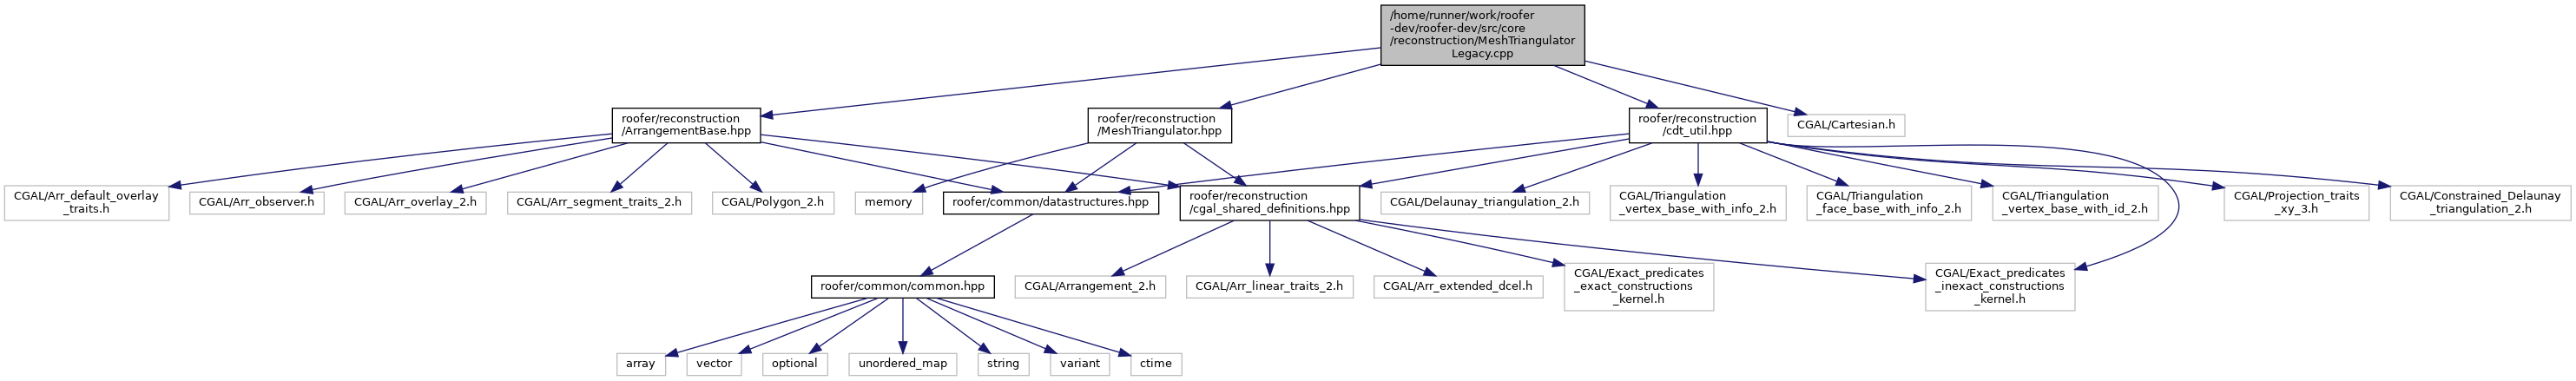 /home/runner/work/roofer
-dev/roofer-dev/src/core
/reconstruction/MeshTriangulator
Legacy.cpp
roofer/reconstruction
/ArrangementBase.hpp
roofer/reconstruction
/MeshTriangulator.hpp
roofer/reconstruction
/cdt_util.hpp
CGAL/Cartesian.h
CGAL/Arr_default_overlay
_traits.h
CGAL/Arr_observer.h
CGAL/Arr_overlay_2.h
CGAL/Arr_segment_traits_2.h
CGAL/Polygon_2.h
memory
roofer/common/datastructures.hpp
roofer/reconstruction
/cgal_shared_definitions.hpp
CGAL/Delaunay_triangulation_2.h
CGAL/Triangulation
_vertex_base_with_info_2.h
CGAL/Triangulation
_face_base_with_info_2.h
CGAL/Triangulation
_vertex_base_with_id_2.h
CGAL/Projection_traits
_xy_3.h
CGAL/Constrained_Delaunay
_triangulation_2.h
roofer/common/common.hpp
CGAL/Arrangement_2.h
CGAL/Arr_linear_traits_2.h
CGAL/Arr_extended_dcel.h
CGAL/Exact_predicates
_exact_constructions
_kernel.h
CGAL/Exact_predicates
_inexact_constructions
_kernel.h
array
vector
optional
unordered_map
string
variant
ctime